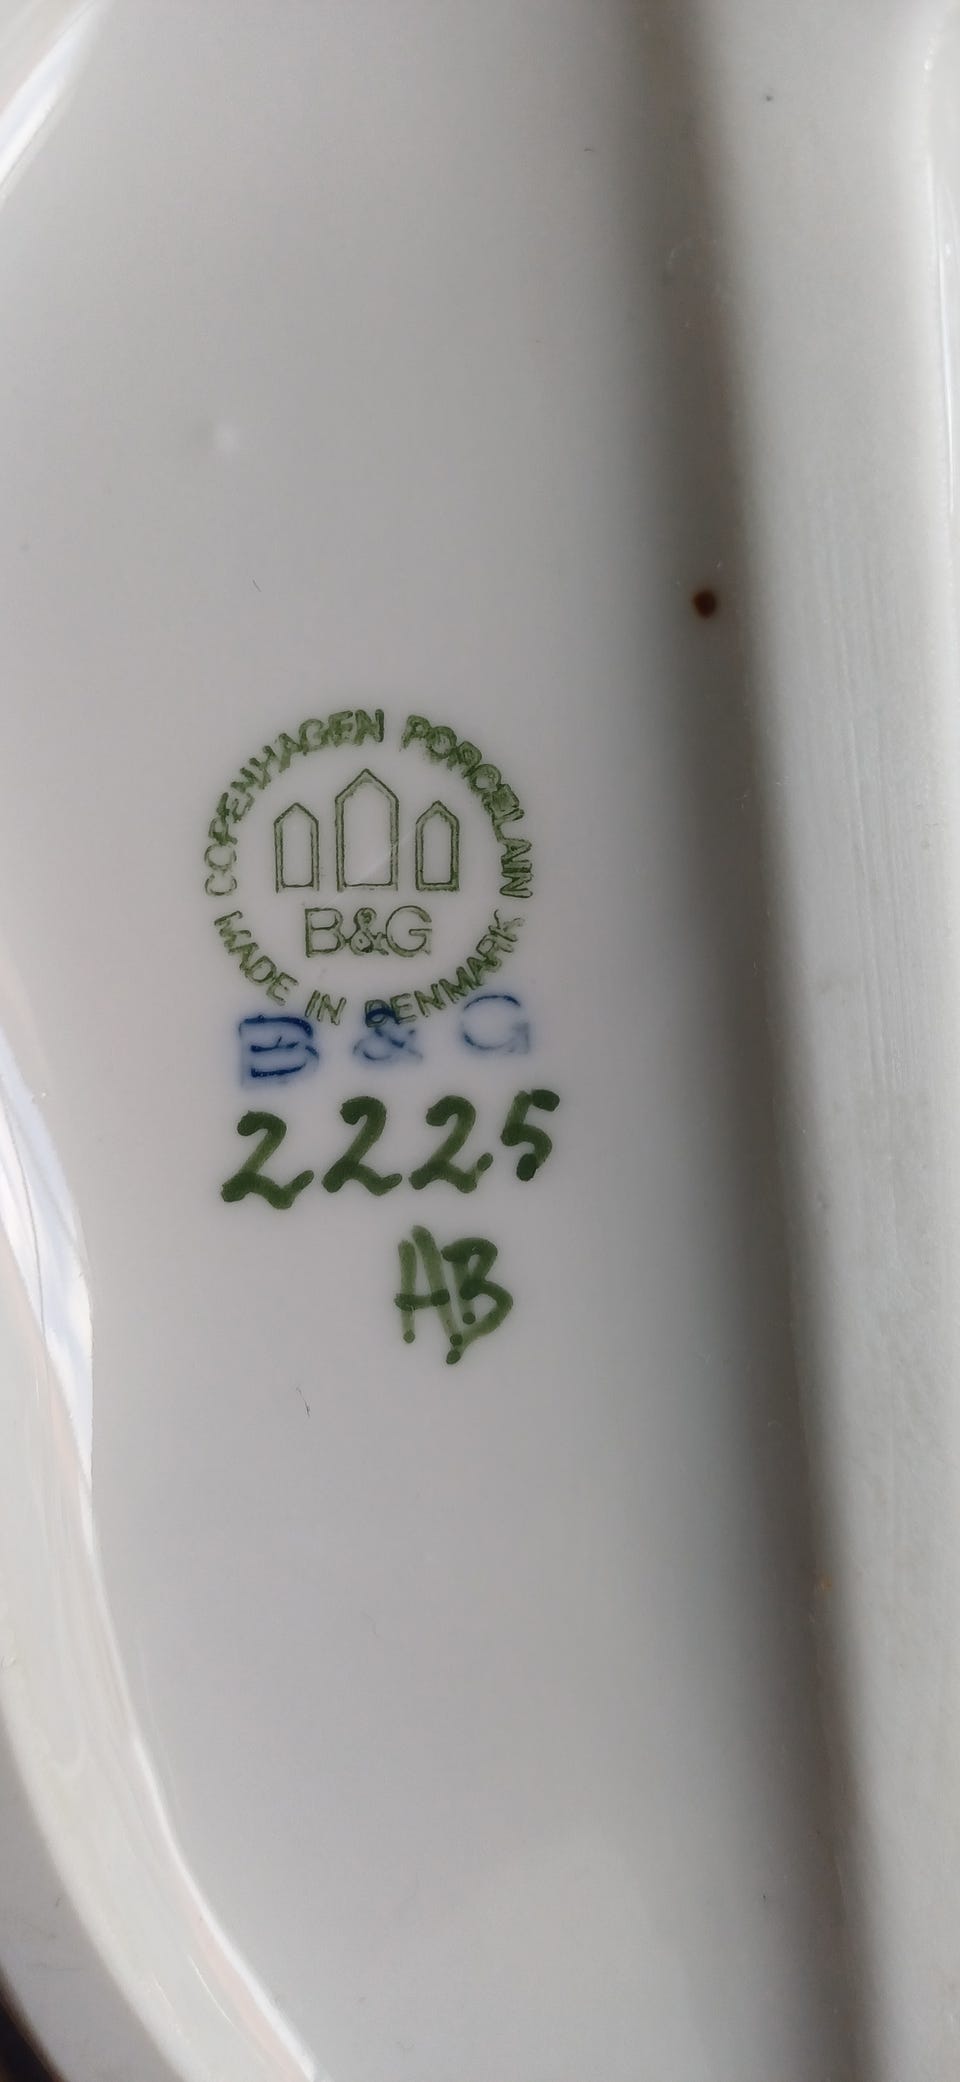 COPENHAGEN PORCELAIN
B&G
MADE IN DENMARK
B & G
2225
HB